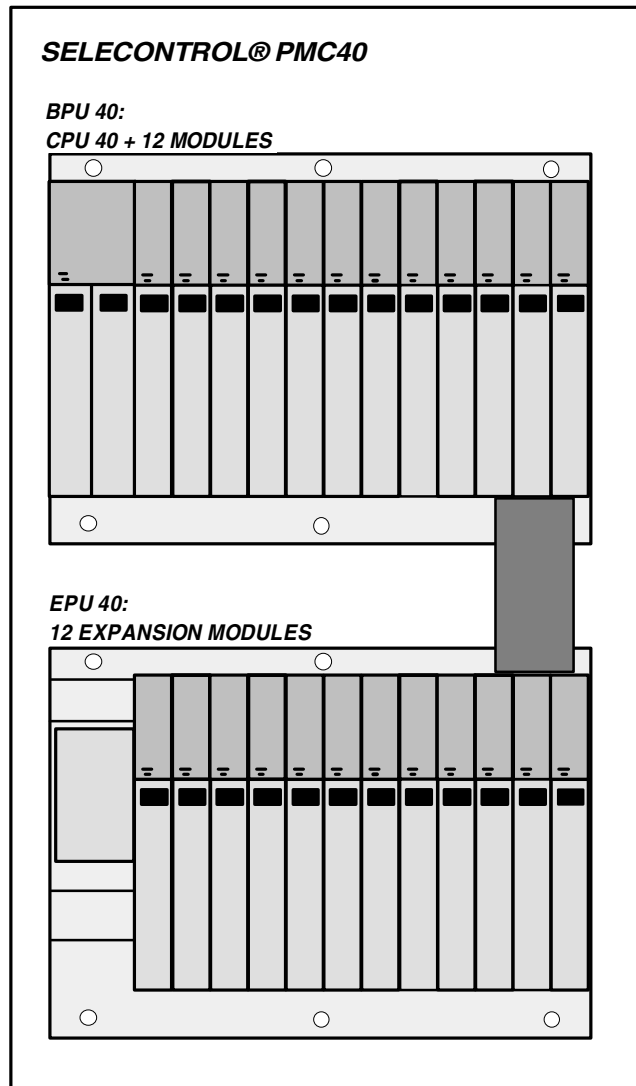 SELECONTROL® PMC40
BPU 40:
CPU 40 + 12 MODULES
EPU 40:
12 EXPANSION MODULES